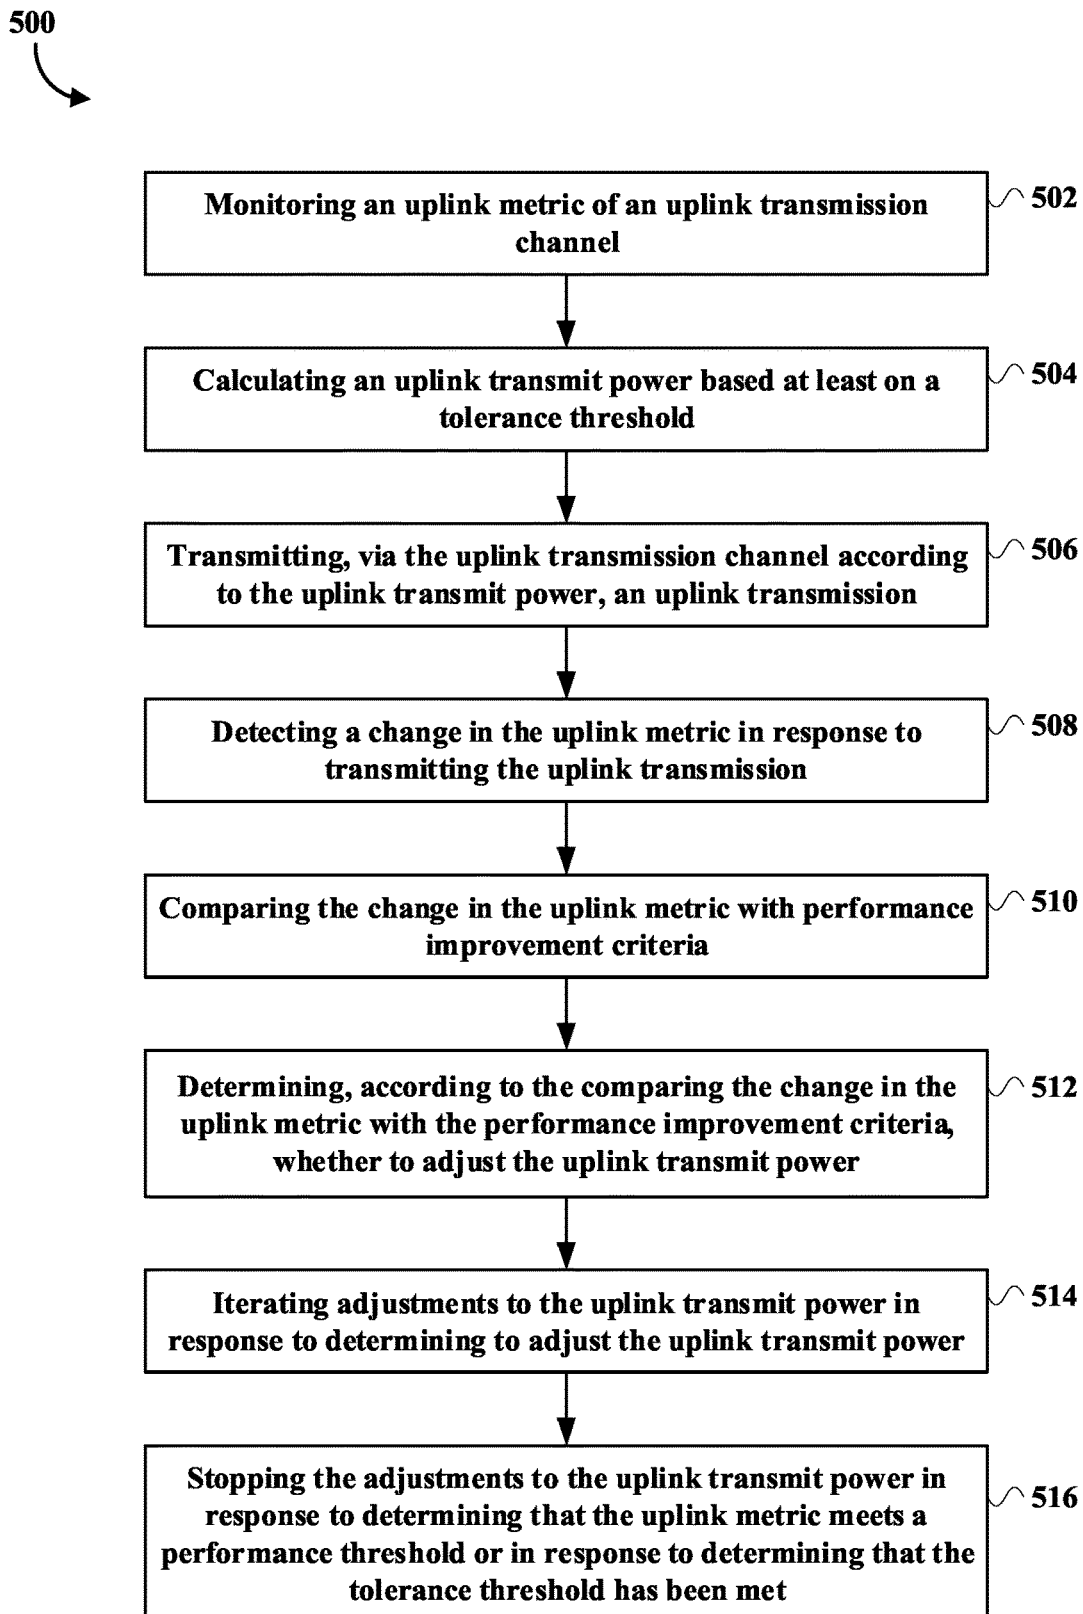 500
Monitoring an uplink metric of an uplink transmission
channel
502
Calculating an uplink transmit power based at least on a
tolerance threshold
504
Transmitting, via the uplink transmission channel according
to the uplink transmit power, an uplink transmission
506
Detecting a change in the uplink metric in response to
transmitting the uplink transmission
508
Comparing the change in the uplink metric with performance
improvement criteria
510
Determining, according to the comparing the change in the
uplink metric with the performance improvement criteria,
whether to adjust the uplink transmit power
512
Iterating adjustments to the uplink transmit power in
response to determining to adjust the uplink transmit power
514
Stopping the adjustments to the uplink transmit power in
response to determining that the uplink metric meets a
performance threshold or in response to determining that the
tolerance threshold has been met
516